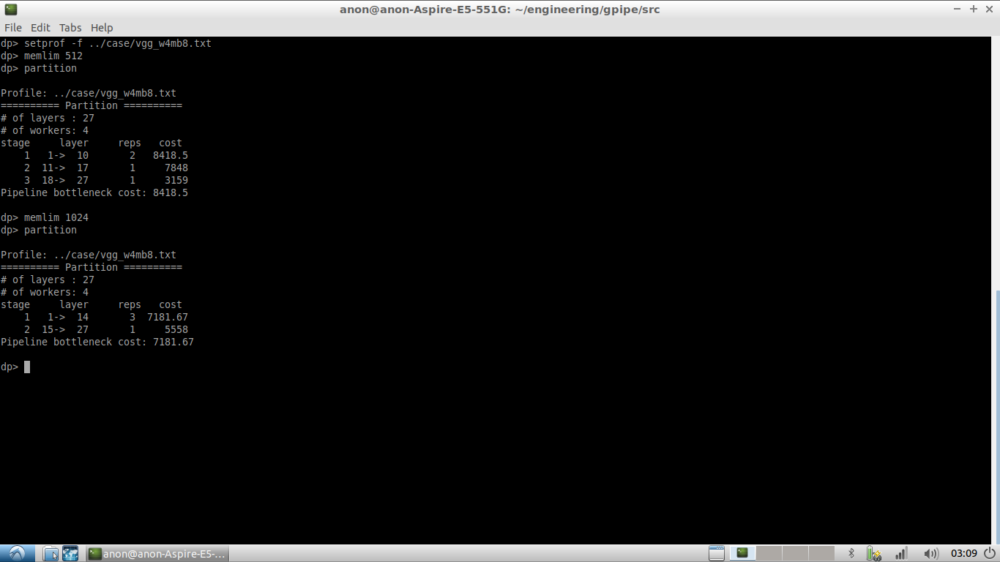 anon@anon-Aspire-E5-551G: ~/engineering/gpipe/src
File Edit Tabs Help
dp> setprof -f ../case/vgg_w4mb8.txt
dp> memlim 512
dp> partition
Profile: ../case/vgg_w4mb8.txt
========== Partition ==========
# of layers : 27
# of workers: 4
stage     layer     reps   cost
    1   1->  10       2   8418.5
    2  11->  17       1     7848
    3  18->  27       1     3159
Pipeline bottleneck cost: 8418.5
dp> memlim 1024
dp> partition
Profile: ../case/vgg_w4mb8.txt
========== Partition ==========
# of layers : 27
# of workers: 4
stage     layer     reps   cost
    1   1->  14       3  7181.67
    2  15->  27       1     5558
Pipeline bottleneck cost: 7181.67
dp>
anon@anon-Aspire-E5-...
03:09